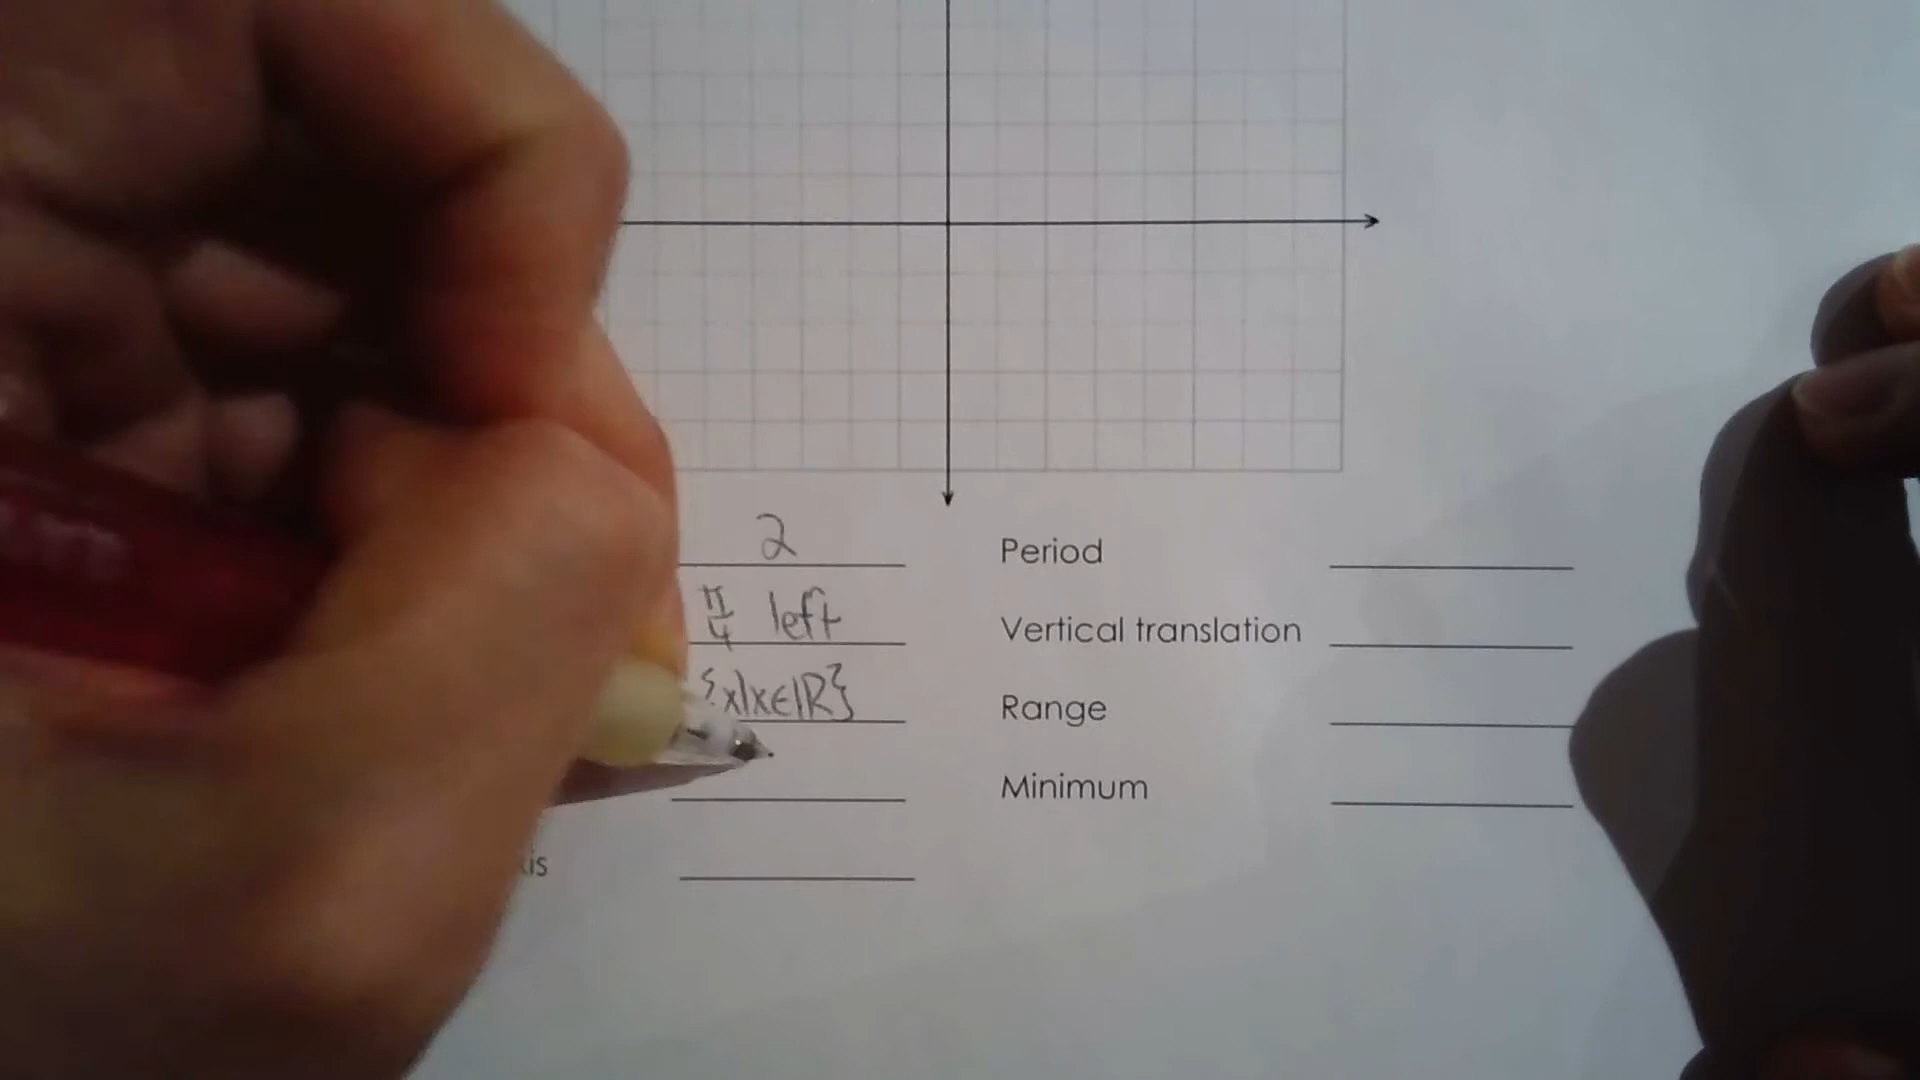 2 Period
π/4 left Vertical translation
{x|x∈ℝ} Range
Minimum